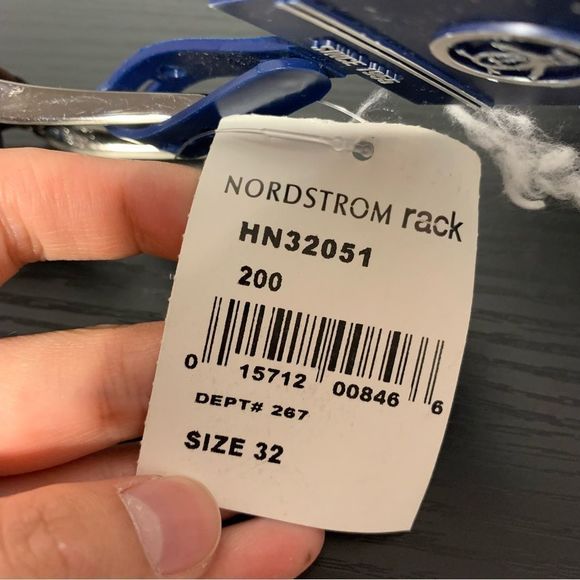 NORDSTROM rack
HN32051
200
0 15712 00846 6
DEPT# 267
SIZE 32